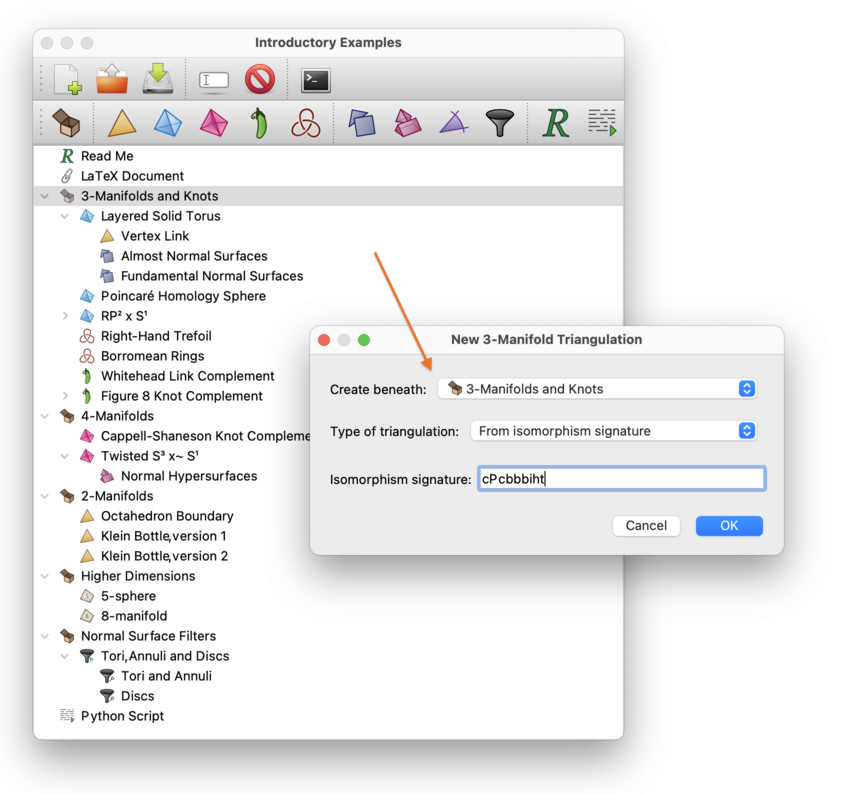 Introductory Examples
Read Me
LaTeX Document
3-Manifolds and Knots
Layered Solid Torus
Vertex Link
Almost Normal Surfaces
Fundamental Normal Surfaces
Poincaré Homology Sphere
RP² x S¹
Right-Hand Trefoil
Borromean Rings
Whitehead Link Complement
Figure 8 Knot Complement
4-Manifolds
Cappell-Shaneson Knot Compleme
Twisted S³ x~ S¹
Normal Hypersurfaces
2-Manifolds
Octahedron Boundary
Klein Bottle, version 1
Klein Bottle, version 2
Higher Dimensions
5-sphere
8-manifold
Normal Surface Filters
Tori, Annuli and Discs
Tori and Annuli
Discs
Python Script
New 3-Manifold Triangulation
Create beneath: 3-Manifolds and Knots
Type of triangulation: From isomorphism signature
Isomorphism signature: cPcbbbiht
Cancel OK